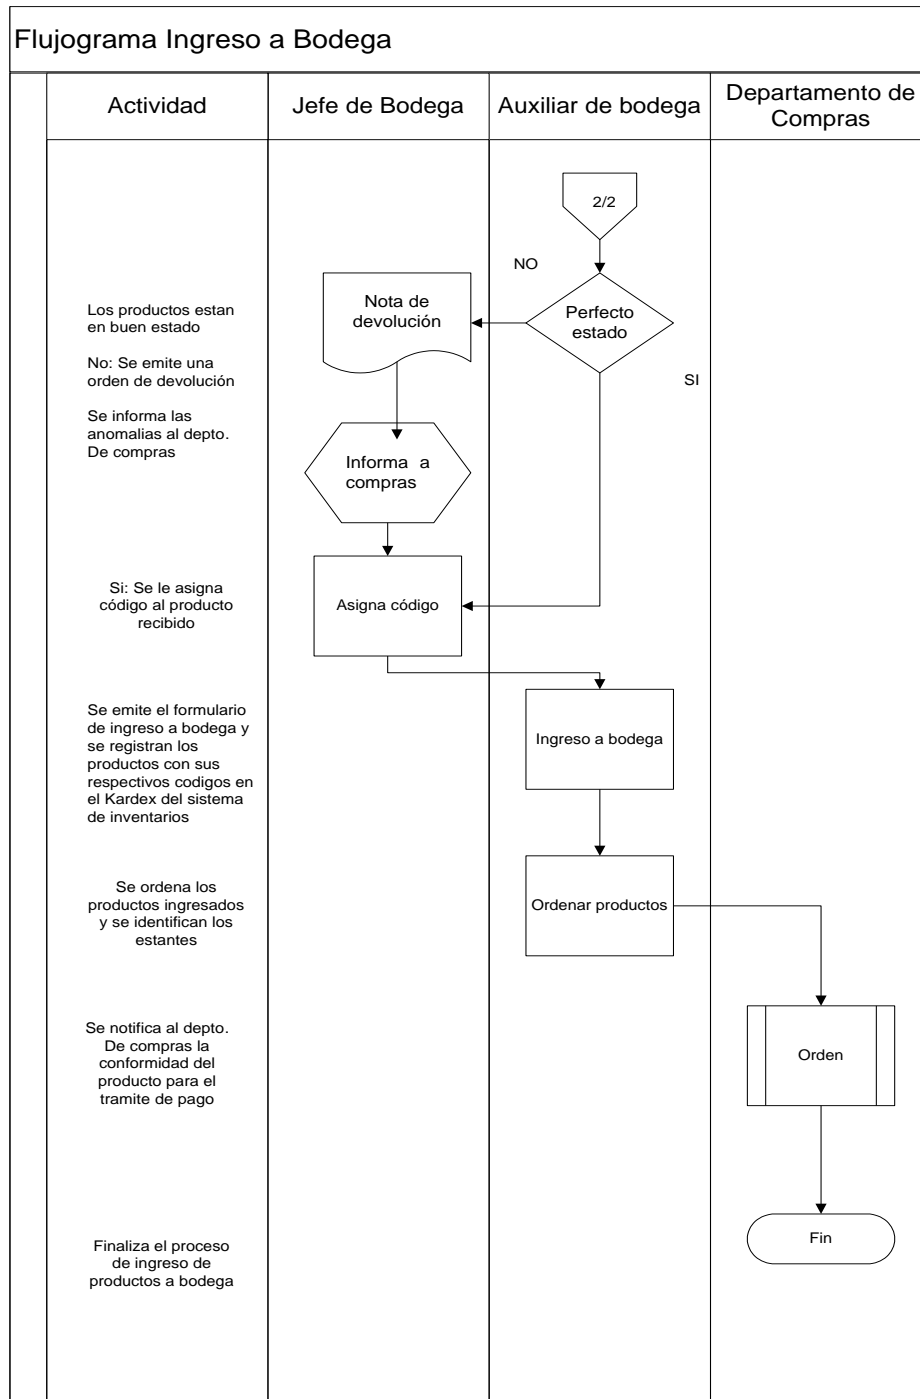 Flujograma Ingreso a Bodega
Actividad
Jefe de Bodega
Auxiliar de bodega
Departamento de
Compras
2/2
NO
Perfecto
estado
SI
Nota de
devolución
Los productos estan
en buen estado
No: Se emite una
orden de devolución
Se informa las
anomalias al depto.
De compras
Informa a
compras
Si: Se le asigna
código al producto
recibido
Asigna código
Se emite el formulario
de ingreso a bodega y
se registran los
productos con sus
respectivos codigos en
el Kardex del sistema
de inventarios
Ingreso a bodega
Se ordena los
productos ingresados
y se identifican los
estantes
Ordenar productos
Se notifica al depto.
De compras la
conformidad del
producto para el
tramite de pago
Orden
Finaliza el proceso
de ingreso de
productos a bodega
Fin